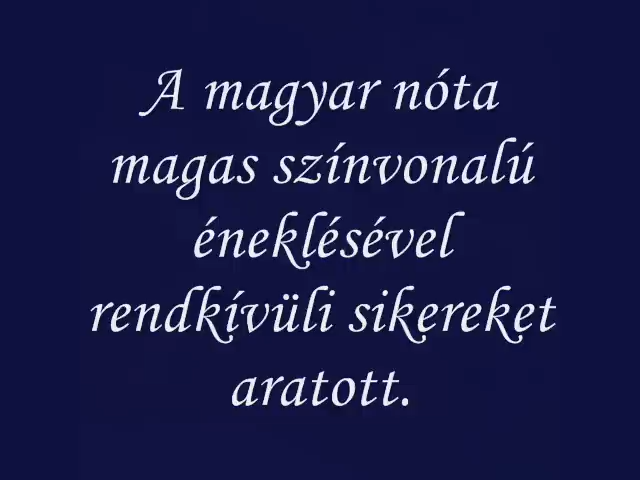 A magyar nóta
magas színvonalú
éneklésével
rendkívüli sikereket
aratott.